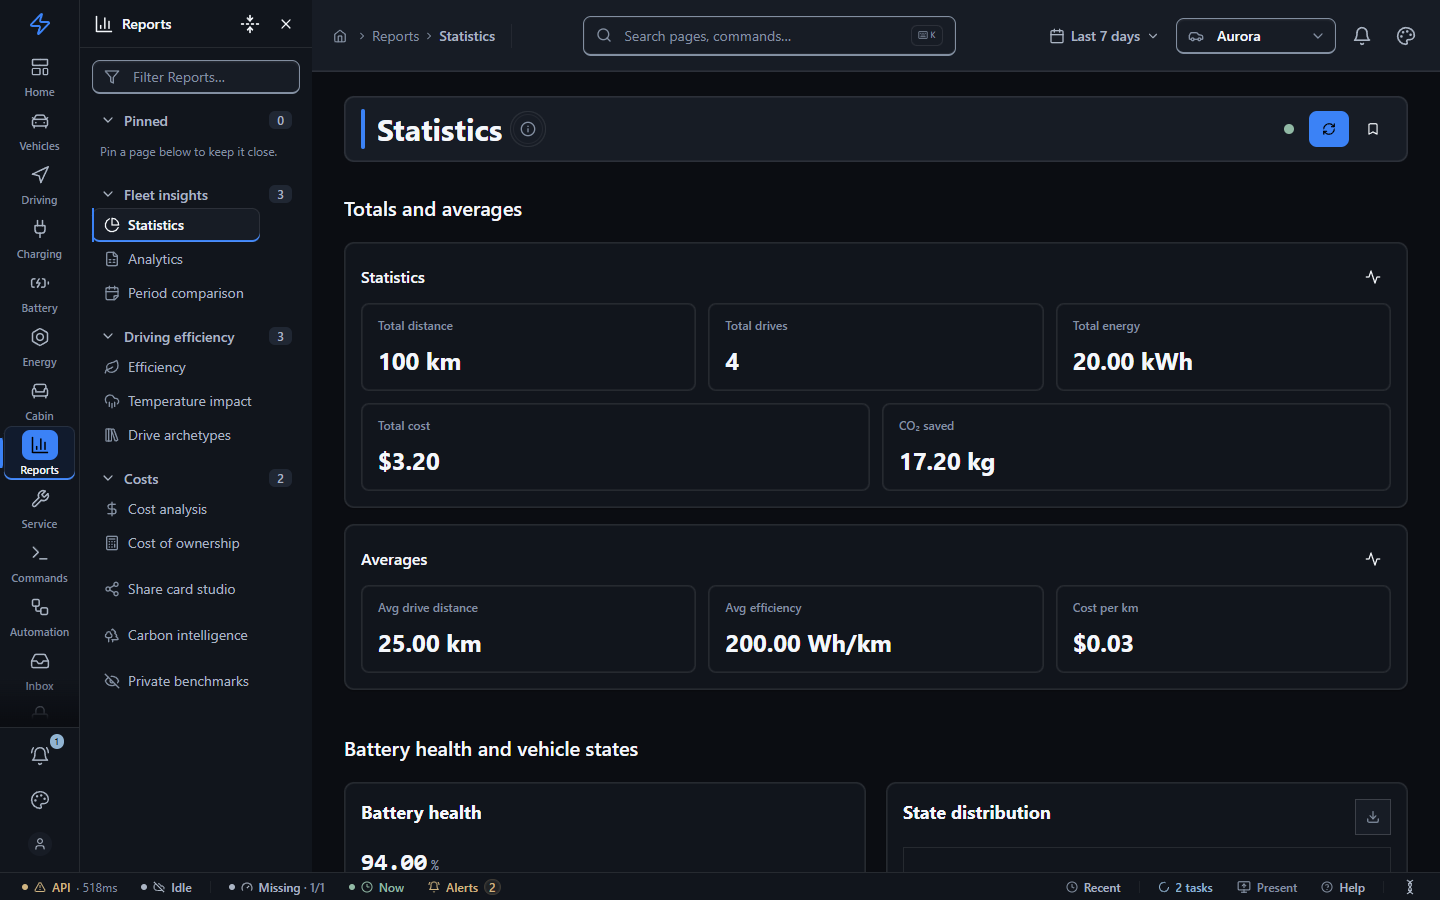 Home
Vehicles
Driving
Charging
Battery
Energy
Cabin
Reports
Service
Commands
Automation
Inbox
1
Reports
Filter Reports...
Pinned 0
Pin a page below to keep it close.
Fleet insights 3
Statistics
Analytics
Period comparison
Driving efficiency 3
Efficiency
Temperature impact
Drive archetypes
Costs 2
Cost analysis
Cost of ownership
Share card studio
Carbon intelligence
Private benchmarks
Reports > Statistics
Search pages, commands... K
Last 7 days
Aurora
Statistics
Totals and averages
Statistics
Total distance
100 km
Total drives
4
Total energy
20.00 kWh
Total cost
$3.20
CO₂ saved
17.20 kg
Averages
Avg drive distance
25.00 km
Avg efficiency
200.00 Wh/km
Cost per km
$0.03
Battery health and vehicle states
Battery health
94.00 %
State distribution
API · 518ms
Idle
Missing · 1/1
Now
Alerts 2
Recent
2 tasks
Present
Help